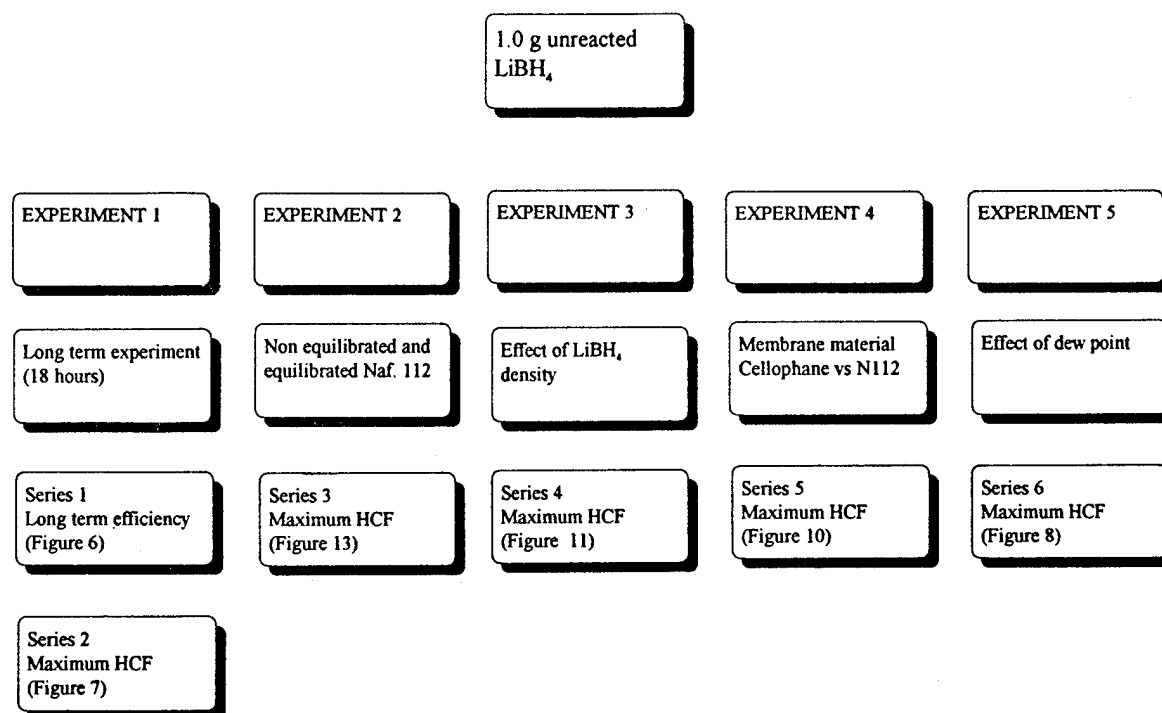 1.0 g unreacted
LiBH₄
EXPERIMENT 1
EXPERIMENT 2
EXPERIMENT 3
EXPERIMENT 4
EXPERIMENT 5
Long term experiment
(18 hours)
Non equilibrated and
equilibrated Naf. 112
Effect of LiBH₄
density
Membrane material
Cellophane vs N112
Effect of dew point
Series 1
Long term efficiency
(Figure 6)
Series 3
Maximum HCF
(Figure 13)
Series 4
Maximum HCF
(Figure 11)
Series 5
Maximum HCF
(Figure 10)
Series 6
Maximum HCF
(Figure 8)
Series 2
Maximum HCF
(Figure 7)